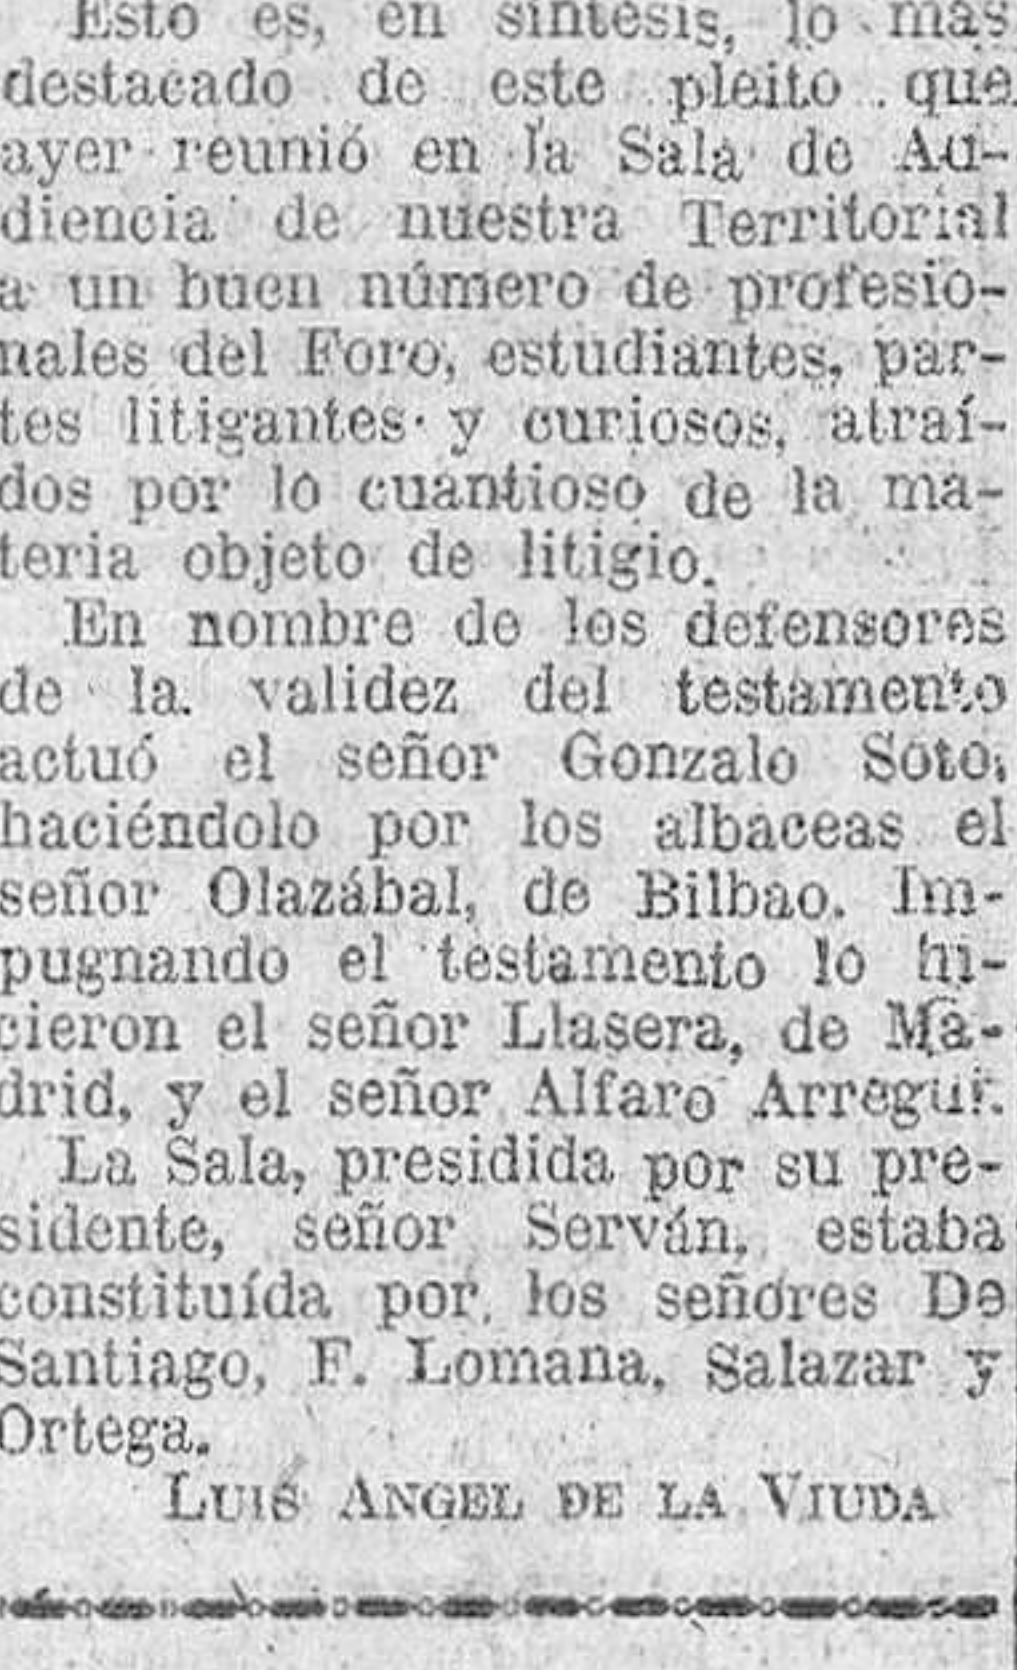 Esto es, en síntesis, lo más
destacado de este pleito que
ayer reunió en la Sala de Au-
diencia de nuestra Territorial
a un buen número de profesio-
nales del Foro, estudiantes, par-
tes litigantes y curiosos, atraí-
dos por lo cuantioso de la ma-
teria objeto de litigio.
En nombre de los defensores
de la validez del testamento
actuó el señor Gonzalo Soto,
haciéndolo por los albaceas el
señor Olazábal, de Bilbao. Im-
pugnando el testamento lo hi-
cieron el señor Llasera, de Ma-
drid, y el señor Alfaro Arregui.
La Sala, presidida por su pre-
sidente, señor Serván, estaba
constituída por los señores De
Santiago, F. Lomana, Salazar y
Ortega.
LUIS ANGEL DE LA VIUDA